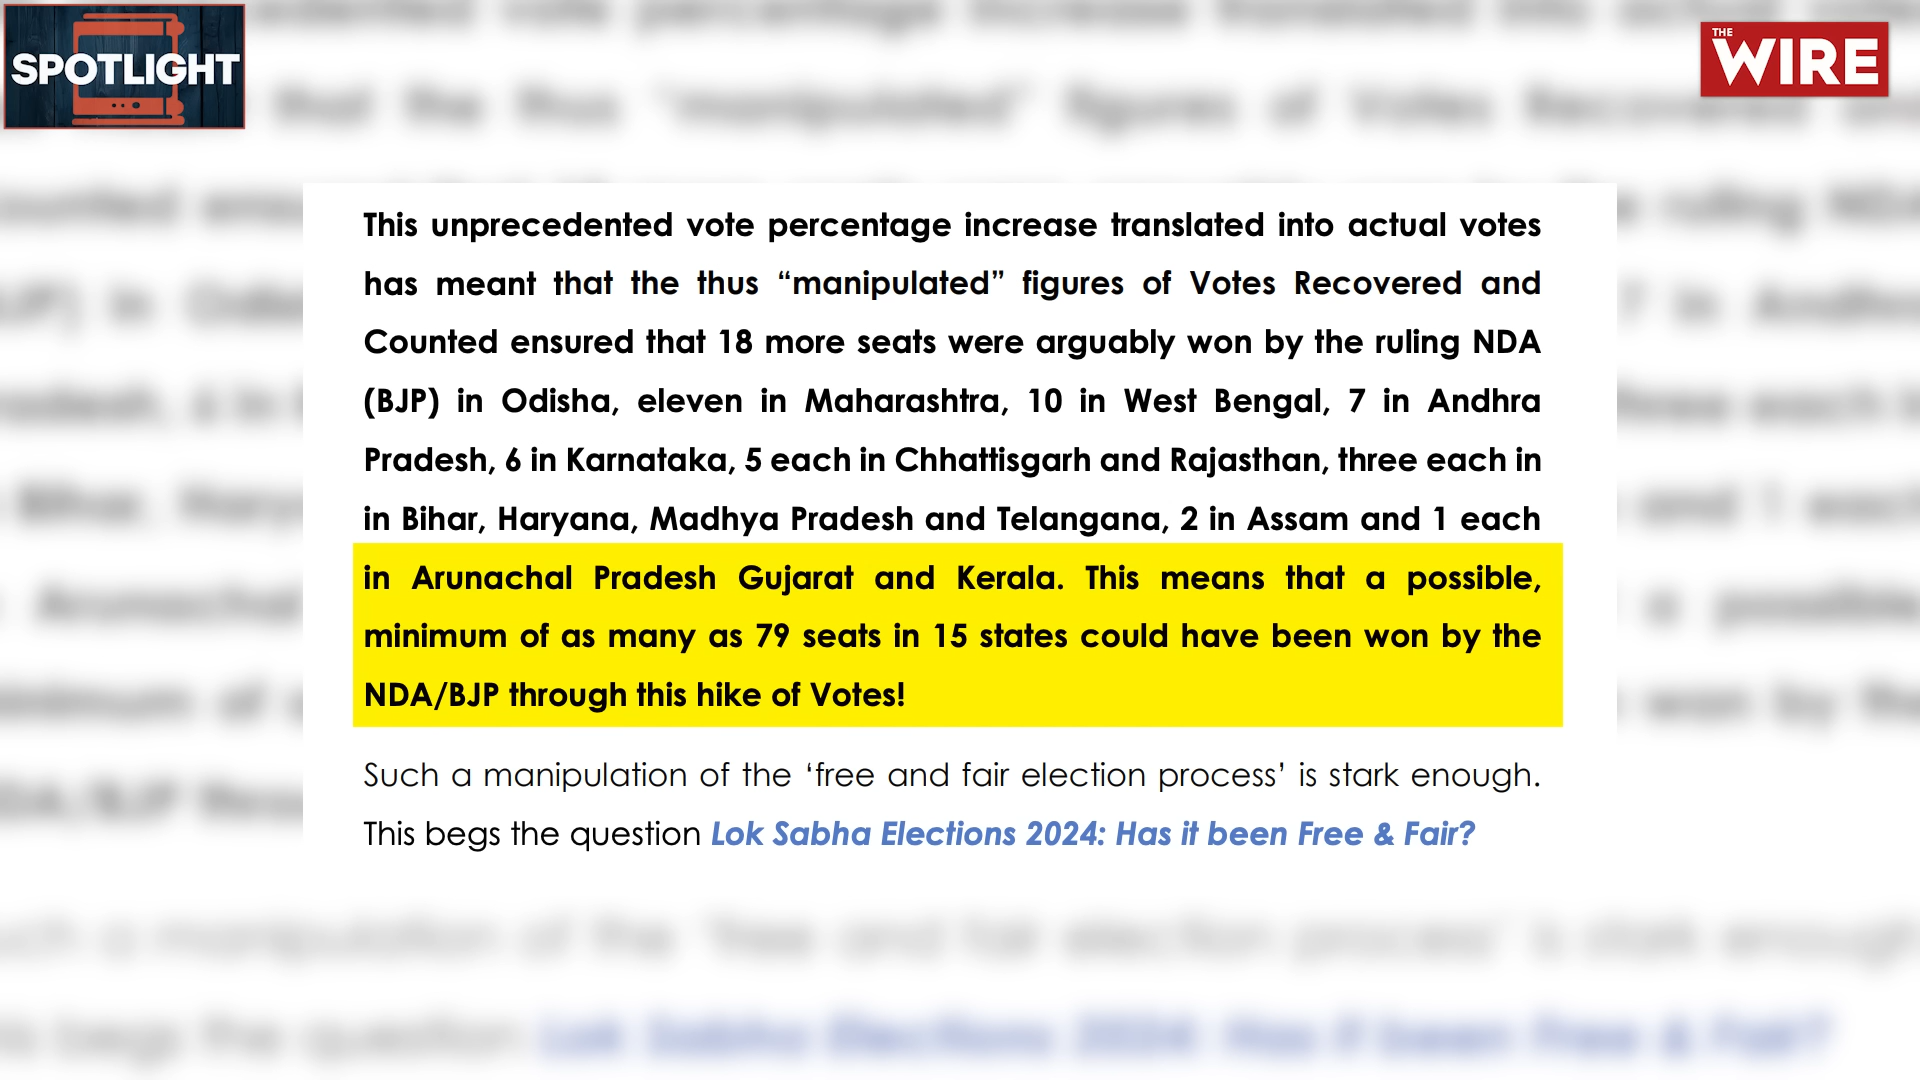 SPOTLIGHT
THE
WIRE
This unprecedented vote percentage increase translated into actual votes
has meant that the thus “manipulated” figures of Votes Recovered and
Counted ensured that 18 more seats were arguably won by the ruling NDA
(BJP) in Odisha, eleven in Maharashtra, 10 in West Bengal, 7 in Andhra
Pradesh, 6 in Karnataka, 5 each in Chhattisgarh and Rajasthan, three each in
in Bihar, Haryana, Madhya Pradesh and Telangana, 2 in Assam and 1 each
in Arunachal Pradesh Gujarat and Kerala. This means that a possible,
minimum of as many as 79 seats in 15 states could have been won by the
NDA/BJP through this hike of Votes!
Such a manipulation of the ‘free and fair election process’ is stark enough.
This begs the question Lok Sabha Elections 2024: Has it been Free & Fair?